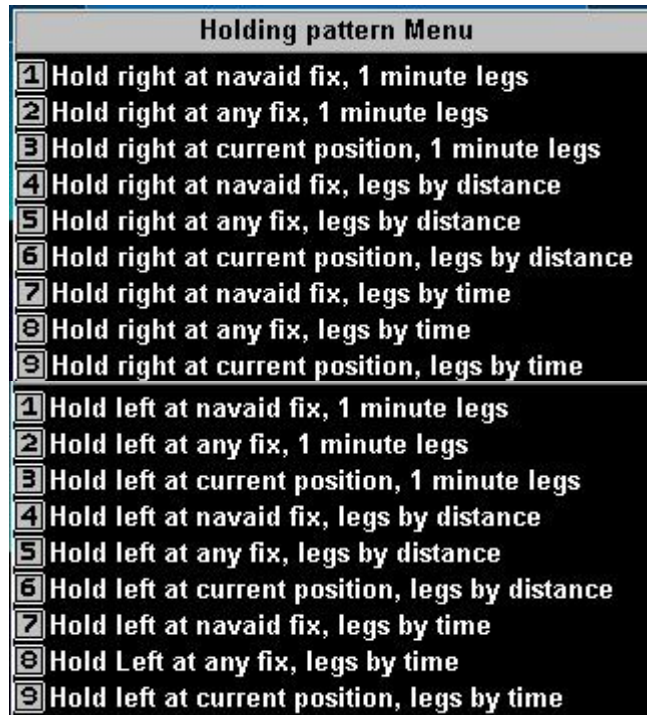 Holding pattern Menu
1 Hold right at navaid fix, 1 minute legs
2 Hold right at any fix, 1 minute legs
3 Hold right at current position, 1 minute legs
4 Hold right at navaid fix, legs by distance
5 Hold right at any fix, legs by distance
6 Hold right at current position, legs by distance
7 Hold right at navaid fix, legs by time
8 Hold right at any fix, legs by time
9 Hold right at current position, legs by time
1 Hold left at navaid fix, 1 minute legs
2 Hold left at any fix, 1 minute legs
3 Hold left at current position, 1 minute legs
4 Hold left at navaid fix, legs by distance
5 Hold left at any fix, legs by distance
6 Hold left at current position, legs by distance
7 Hold left at navaid fix, legs by time
8 Hold Left at any fix, legs by time
9 Hold left at current position, legs by time